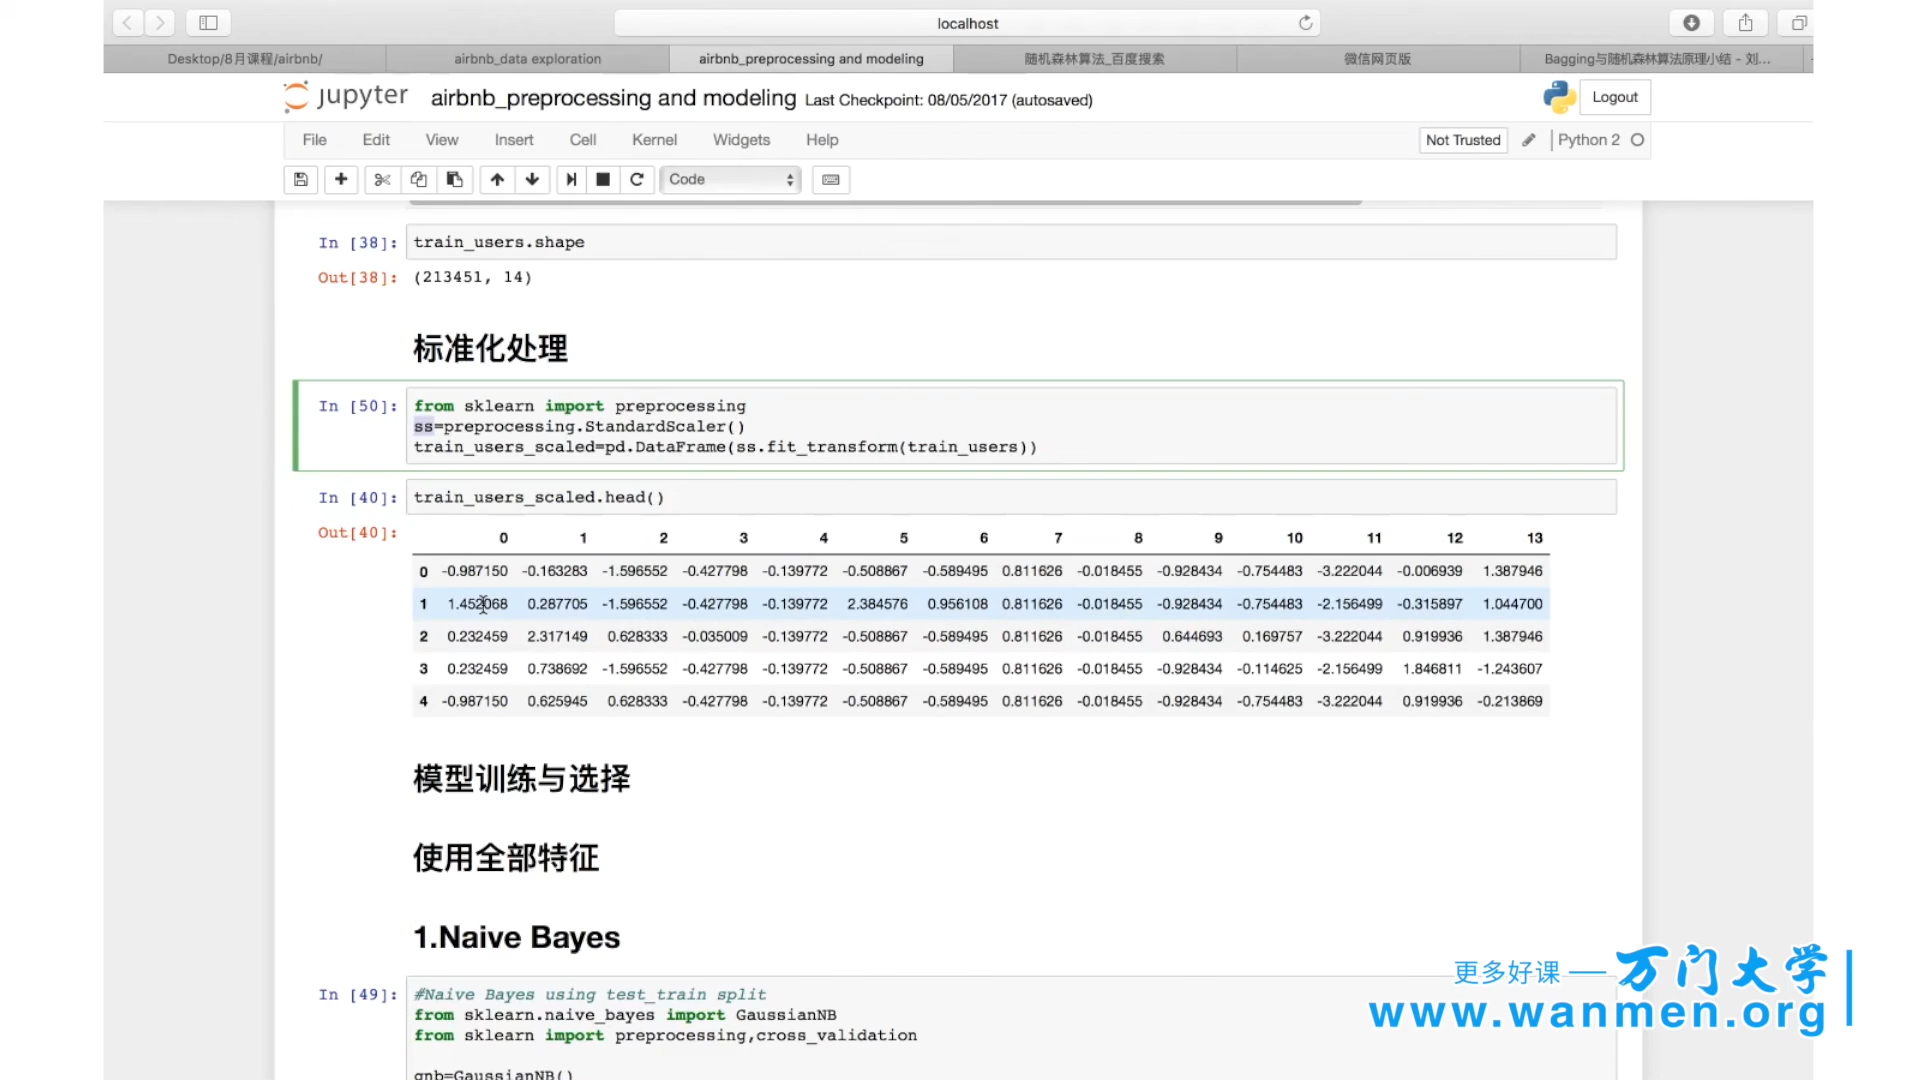 localhost
Desktop/8月课程/airbnb/
airbnb_data exploration
airbnb_preprocessing and modeling
随机森林算法_百度搜索
微信网页版
Bagging与随机森林算法原理小结 - 刘...
jupyter airbnb_preprocessing and modeling Last Checkpoint: 08/05/2017 (autosaved)
Logout
File Edit View Insert Cell Kernel Widgets Help
Not Trusted
Python 2
Code
In [38]: train_users.shape
Out[38]: (213451, 14)
标准化处理
In [50]: from sklearn import preprocessing
ss=preprocessing.StandardScaler()
train_users_scaled=pd.DataFrame(ss.fit_transform(train_users))
In [40]: train_users_scaled.head()
Out[40]:
0 1 2 3 4 5 6 7 8 9 10 11 12 13
0 -0.987150 -0.163283 -1.596552 -0.427798 -0.139772 -0.508867 -0.589495 0.811626 -0.018455 -0.928434 -0.754483 -3.222044 -0.006939 1.387946
1 1.452068 0.287705 -1.596552 -0.427798 -0.139772 2.384576 0.956108 0.811626 -0.018455 -0.928434 -0.754483 -2.156499 -0.315897 1.044700
2 0.232459 2.317149 0.628333 -0.035009 -0.139772 -0.508867 -0.589495 0.811626 -0.018455 0.644693 0.169757 -3.222044 0.919936 1.387946
3 0.232459 0.738692 -1.596552 -0.427798 -0.139772 -0.508867 -0.589495 0.811626 -0.018455 -0.928434 -0.114625 -2.156499 1.846811 -1.243607
4 -0.987150 0.625945 0.628333 -0.427798 -0.139772 -0.508867 -0.589495 0.811626 -0.018455 -0.928434 -0.754483 -3.222044 0.919936 -0.213869
模型训练与选择
使用全部特征
1.Naive Bayes
In [49]: #Naive Bayes using test_train split
from sklearn.naive_bayes import GaussianNB
from sklearn import preprocessing,cross_validation
gnb=GaussianNB()
更多好课 —— 万门大学
www.wanmen.org